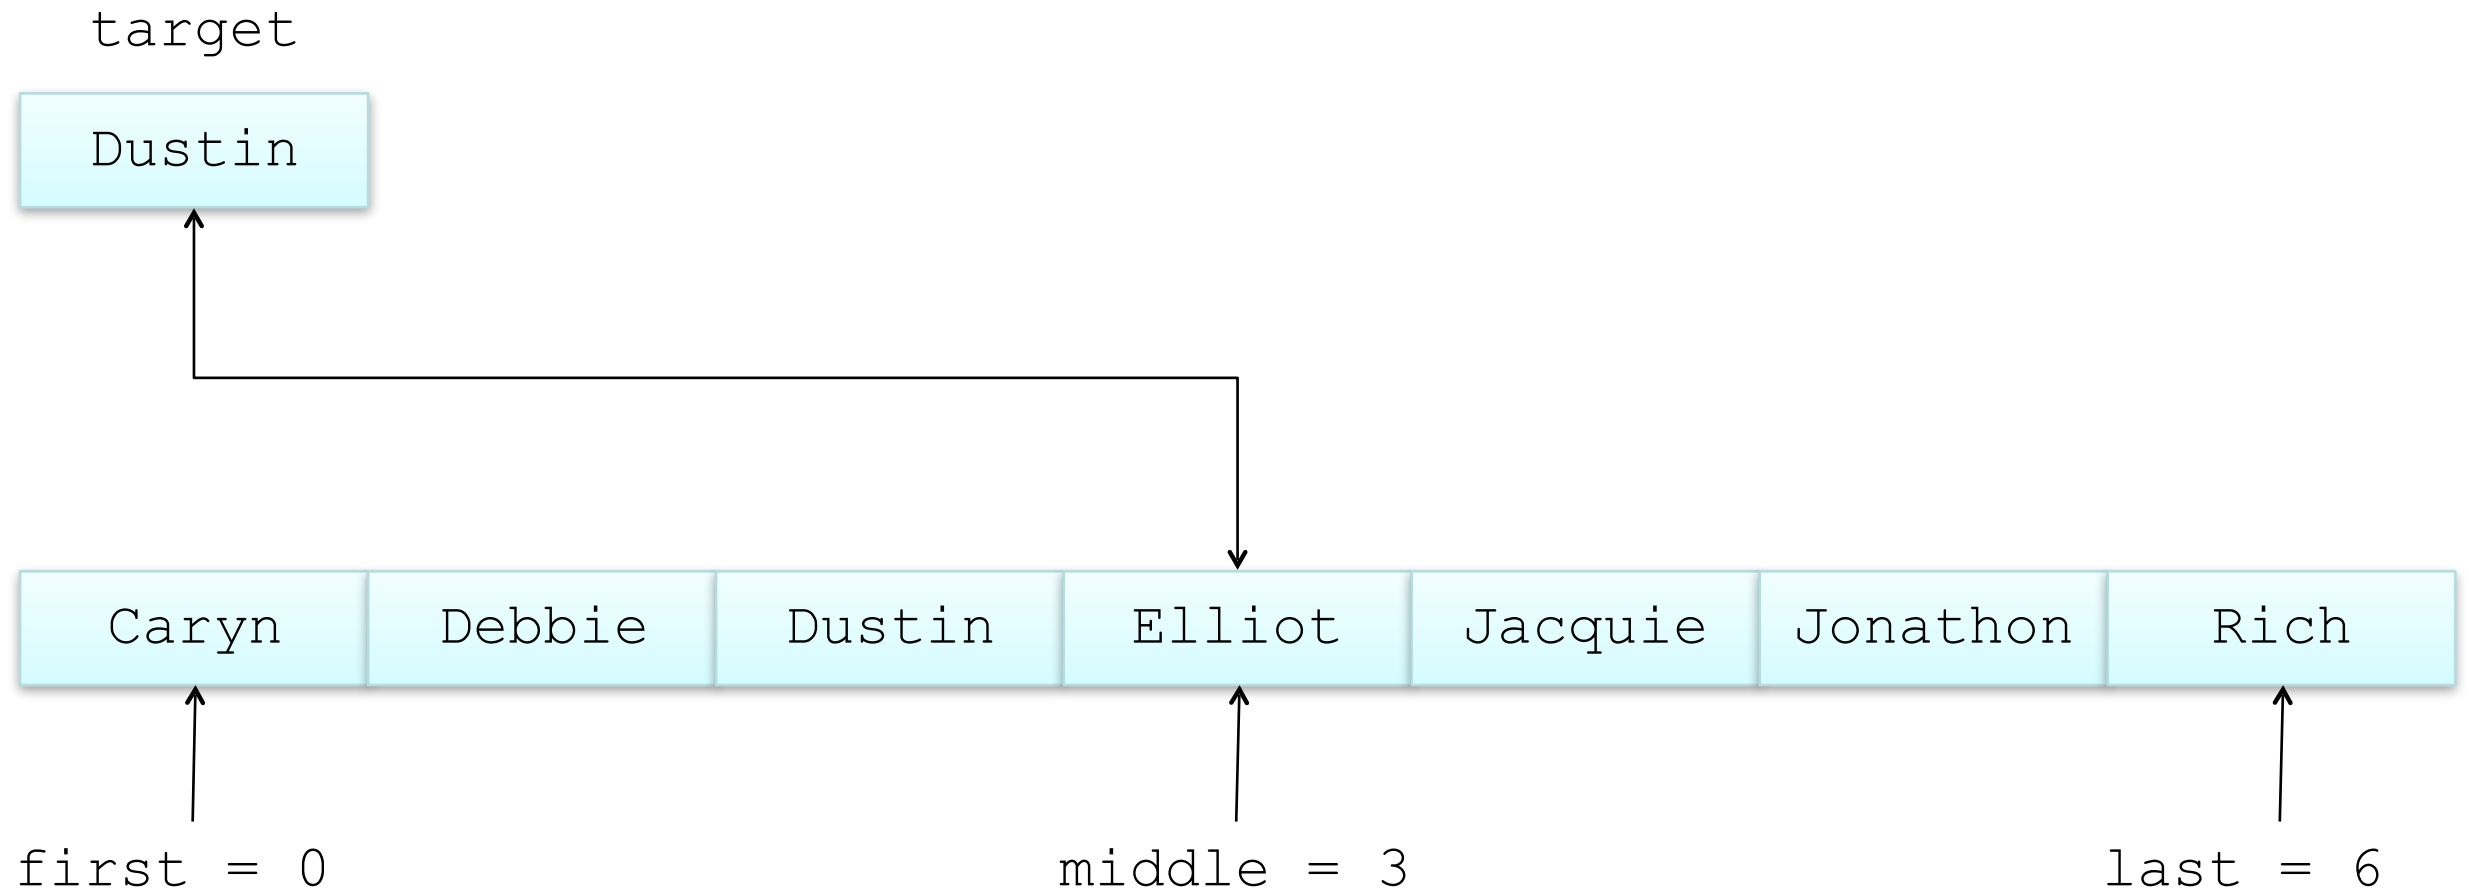 target
Dustin
Caryn Debbie Dustin Elliot Jacquie Jonathon Rich
first = 0 middle = 3 last = 6